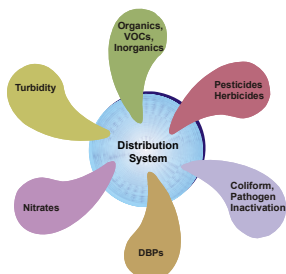 Organics,
VOCs,
Inorganics
Turbidity
Pesticides
Herbicides
Distribution
System
Nitrates
Coliform,
Pathogen
Inactivation
DBPs